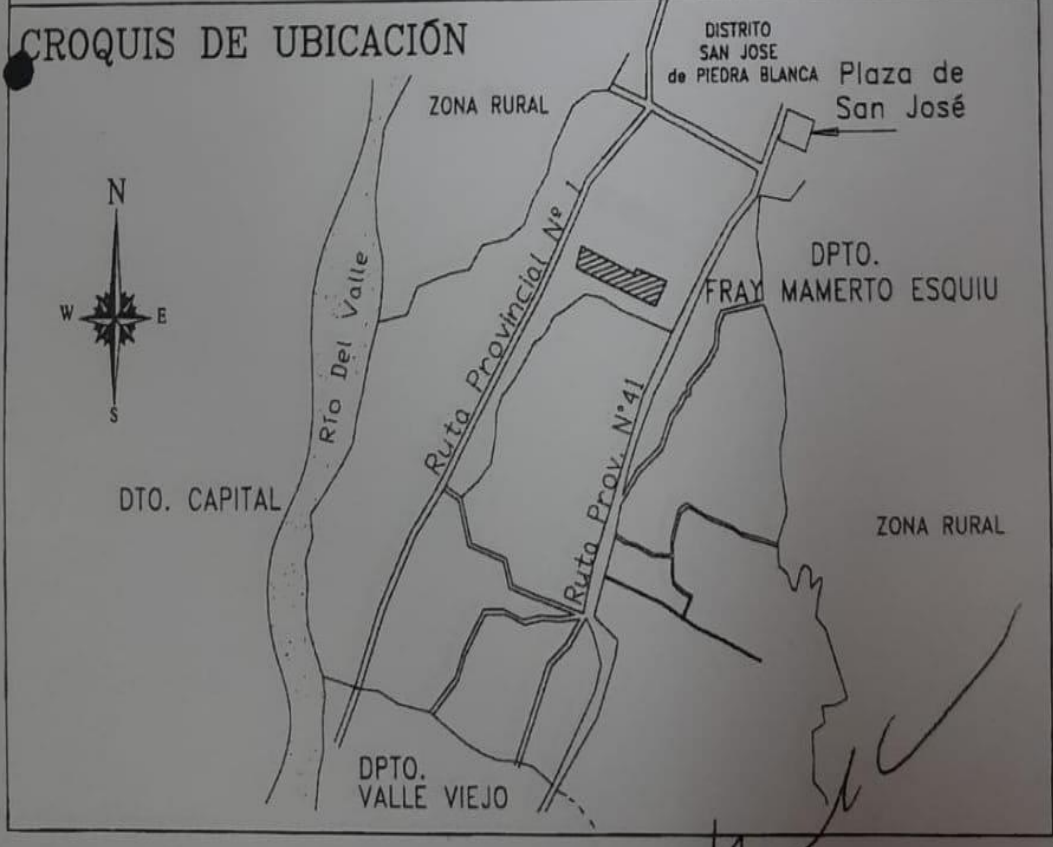 CROQUIS DE UBICACIÓN
DISTRITO
SAN JOSE
de PIEDRA BLANCA
Plaza de
San José
ZONA RURAL
N
W
E
S
Río Del Valle
Ruta Provincial Nº 1
DPTO.
FRAY MAMERTO ESQUIU
Ruta Prov. N°41
DTO. CAPITAL
ZONA RURAL
DPTO.
VALLE VIEJO